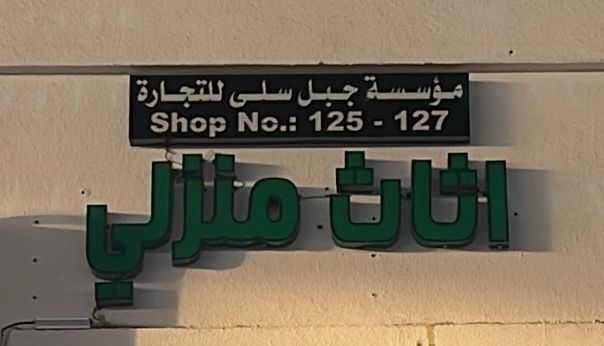 مؤسسة جبل سلى للتجارة
Shop No.: 125 - 127
اثاث منزلي